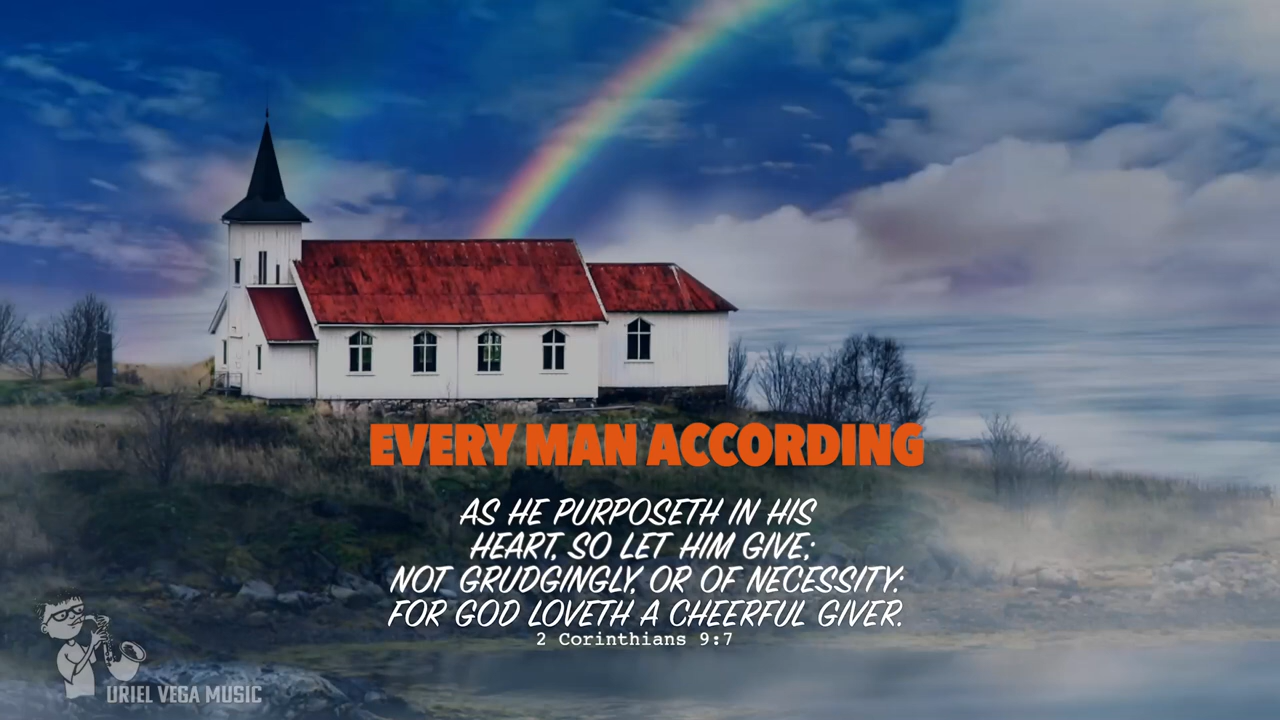 EVERY MAN ACCORDING
AS HE PURPOSETH IN HIS
HEART, SO LET HIM GIVE;
NOT GRUDGINGLY, OR OF NECESSITY:
FOR GOD LOVETH A CHEERFUL GIVER.
2 Corinthians 9:7
URIEL VEGA MUSIC